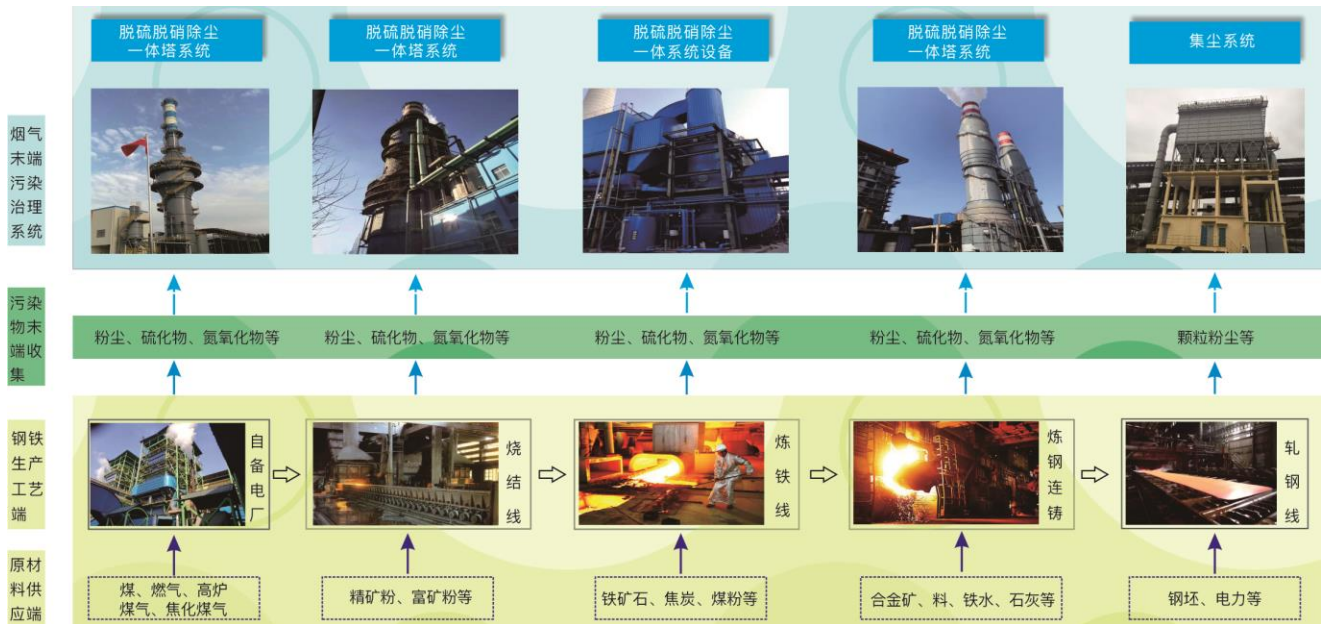 脱硫脱硝除尘
一体塔系统
脱硫脱硝除尘
一体塔系统
脱硫脱硝除尘
一体系统设备
脱硫脱硝除尘
一体塔系统
集尘系统
烟气
末端
污染
治理
系统
污染
物末
端收
集
粉尘、硫化物、氮氧化物等
粉尘、硫化物、氮氧化物等
粉尘、硫化物、氮氧化物等
粉尘、硫化物、氮氧化物等
颗粒粉尘等
钢铁
生产
工艺
端
自备电厂
烧结线
炼铁线
炼钢连铸
轧钢线
原材
料供
应端
煤、燃气、高炉
煤气、焦化煤气
精矿粉、富矿粉等
铁矿石、焦炭、煤粉等
合金矿、料、铁水、石灰等
钢坯、电力等